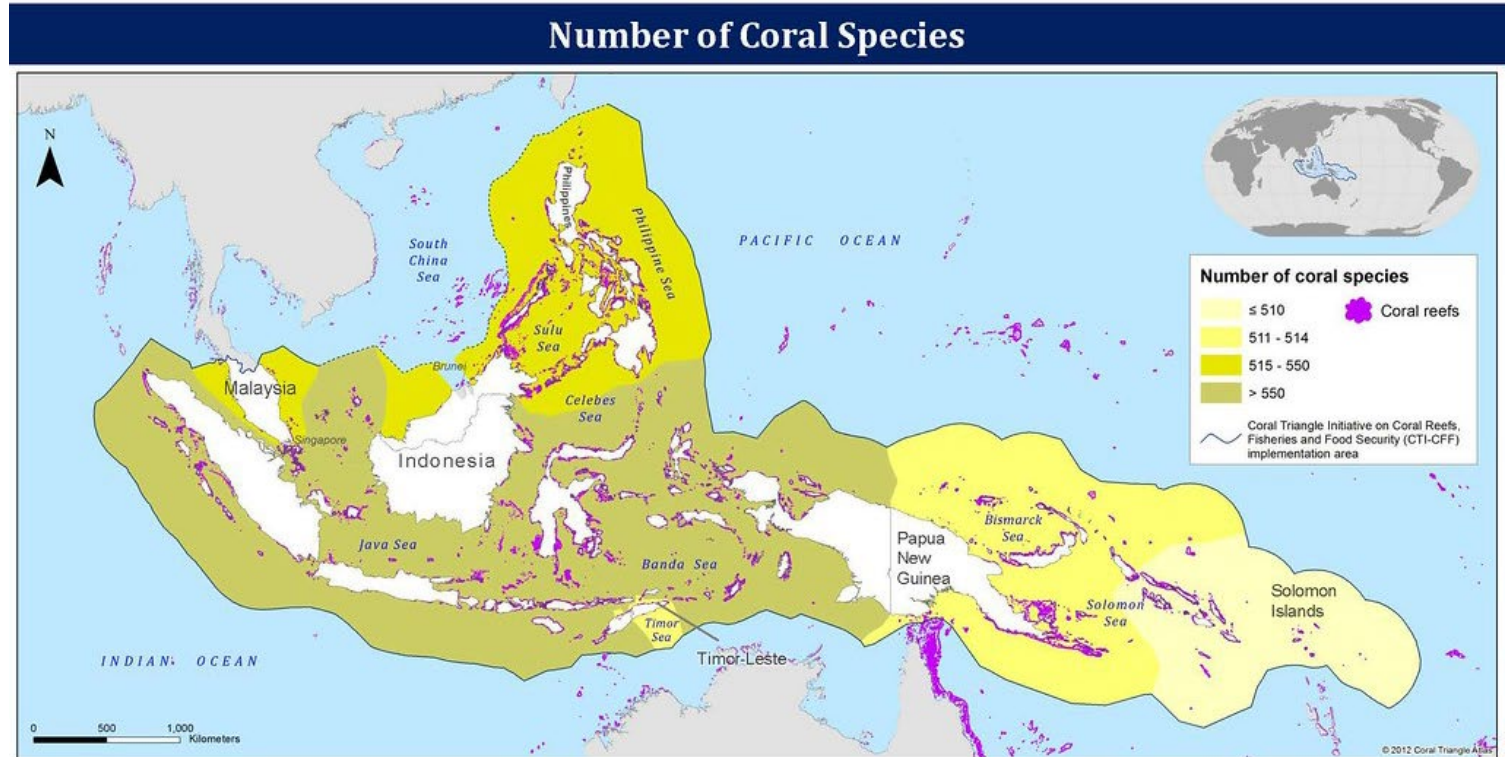 Number of Coral Species
N
Philippines
Philippine Sea
PACIFIC OCEAN
South
China
Sea
Sulu
Sea
Brunei
Malaysia
Celebes
Sea
Singapore
Indonesia
Java Sea
Banda Sea
Bismarck
Sea
Papua
New
Guinea
Solomon
Sea
Solomon
Islands
Timor
Sea
Timor-Leste
INDIAN OCEAN
Number of coral species
≤ 510
511 - 514
515 - 550
> 550
Coral reefs
Coral Triangle Initiative on Coral Reefs,
Fisheries and Food Security (CTI-CFF)
implementation area
0 500 1,000
Kilometers
© 2012 Coral Triangle Atlas